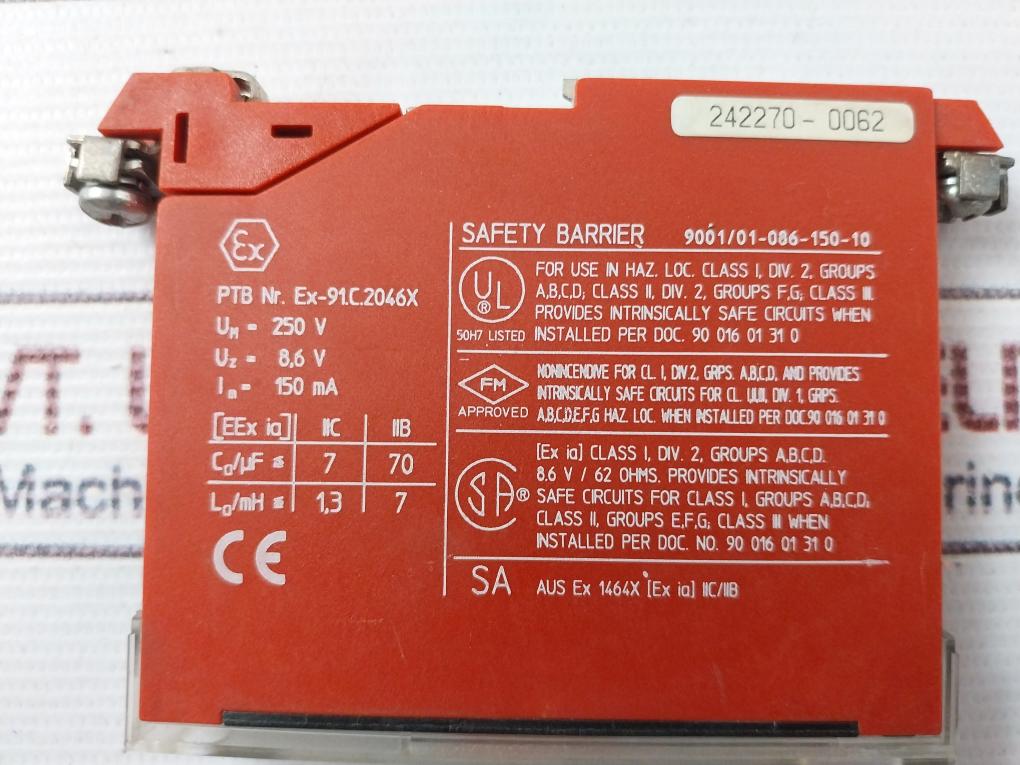 242270-0062
Ex
PTB Nr. Ex-91.C.2046X
UM = 250 V
UZ = 8,6 V
Im = 150 mA
[EEx ia] IIC IIB
Co/µF ≤ 7 70
Lo/mH ≤ 1,3 7
CE
SAFETY BARRIER 9001/01-086-150-10
UL ®
50H7 LISTED
FOR USE IN HAZ. LOC. CLASS I, DIV. 2, GROUPS
A,B,C,D; CLASS II, DIV. 2, GROUPS F,G; CLASS III.
PROVIDES INTRINSICALLY SAFE CIRCUITS WHEN
INSTALLED PER DOC. 90 016 01 31 0
FM
APPROVED
NONINCENDIVE FOR CL. I, DIV.2, GRPS. A,B,C,D, AND PROVIDES
INTRINSICALLY SAFE CIRCUITS FOR CL. I,II,III, DIV. 1, GRPS.
A,B,C,D,E,F,G HAZ. LOC. WHEN INSTALLED PER DOC.90 016 01 31 0
SA ®
[Ex ia] CLASS I, DIV. 2, GROUPS A,B,C,D.
8.6 V / 62 OHMS. PROVIDES INTRINSICALLY
SAFE CIRCUITS FOR CLASS I, GROUPS A,B,C,D;
CLASS II, GROUPS E,F,G; CLASS III WHEN
INSTALLED PER DOC. NO. 90 016 01 31 0
SA AUS Ex 1464X [Ex ia] IIC/IIB